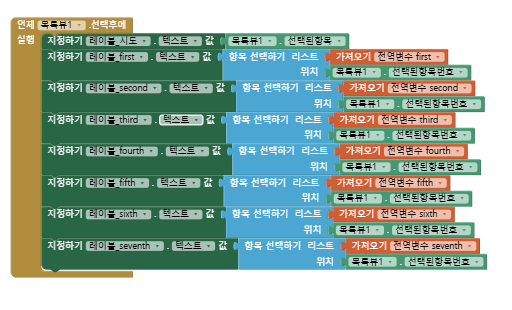 언제 목록뷰1 .선택후에
실행 지정하기 레이블_시도 . 텍스트 값 목록뷰1 . 선택된항목
지정하기 레이블_first . 텍스트 값 항목 선택하기 리스트 가져오기 전역변수 first
위치 목록뷰1 . 선택된항목번호
지정하기 레이블_second . 텍스트 값 항목 선택하기 리스트 가져오기 전역변수 second
위치 목록뷰1 . 선택된항목번호
지정하기 레이블_third . 텍스트 값 항목 선택하기 리스트 가져오기 전역변수 third
위치 목록뷰1 . 선택된항목번호
지정하기 레이블_fourth . 텍스트 값 항목 선택하기 리스트 가져오기 전역변수 fourth
위치 목록뷰1 . 선택된항목번호
지정하기 레이블_fifth . 텍스트 값 항목 선택하기 리스트 가져오기 전역변수 fifth
위치 목록뷰1 . 선택된항목번호
지정하기 레이블_sixth . 텍스트 값 항목 선택하기 리스트 가져오기 전역변수 sixth
위치 목록뷰1 . 선택된항목번호
지정하기 레이블_seventh . 텍스트 값 항목 선택하기 리스트 가져오기 전역변수 seventh
위치 목록뷰1 . 선택된항목번호